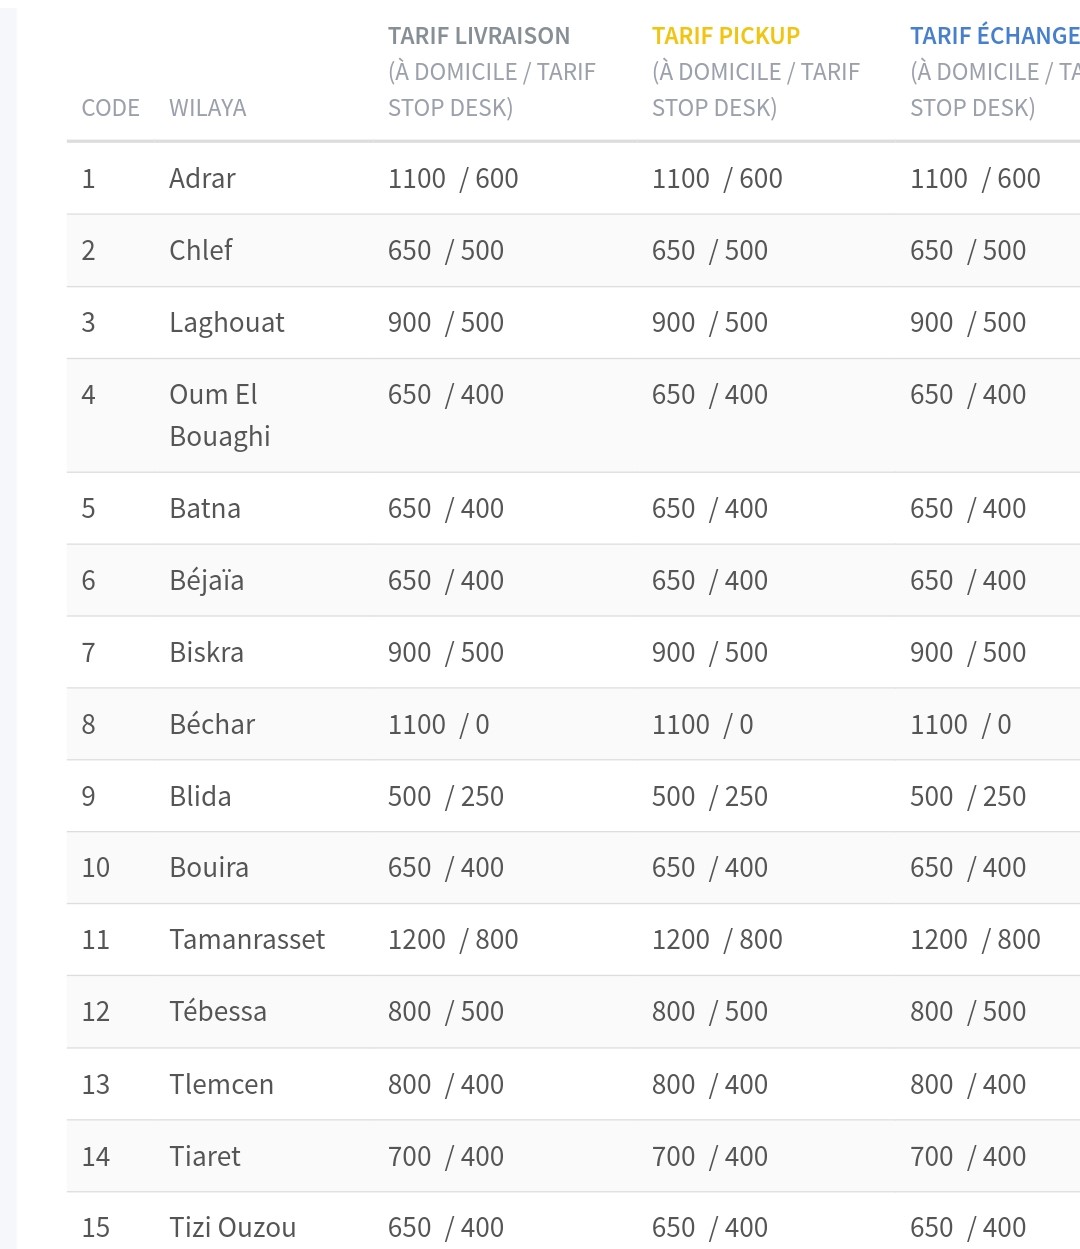 CODE WILAYA TARIF LIVRAISON (À DOMICILE / TARIF STOP DESK) TARIF PICKUP (À DOMICILE / TARIF STOP DESK) TARIF ÉCHANGE (À DOMICILE / TA STOP DESK)
1 Adrar 1100 / 600 1100 / 600 1100 / 600
2 Chlef 650 / 500 650 / 500 650 / 500
3 Laghouat 900 / 500 900 / 500 900 / 500
4 Oum El Bouaghi 650 / 400 650 / 400 650 / 400
5 Batna 650 / 400 650 / 400 650 / 400
6 Béjaïa 650 / 400 650 / 400 650 / 400
7 Biskra 900 / 500 900 / 500 900 / 500
8 Béchar 1100 / 0 1100 / 0 1100 / 0
9 Blida 500 / 250 500 / 250 500 / 250
10 Bouira 650 / 400 650 / 400 650 / 400
11 Tamanrasset 1200 / 800 1200 / 800 1200 / 800
12 Tébessa 800 / 500 800 / 500 800 / 500
13 Tlemcen 800 / 400 800 / 400 800 / 400
14 Tiaret 700 / 400 700 / 400 700 / 400
15 Tizi Ouzou 650 / 400 650 / 400 650 / 400